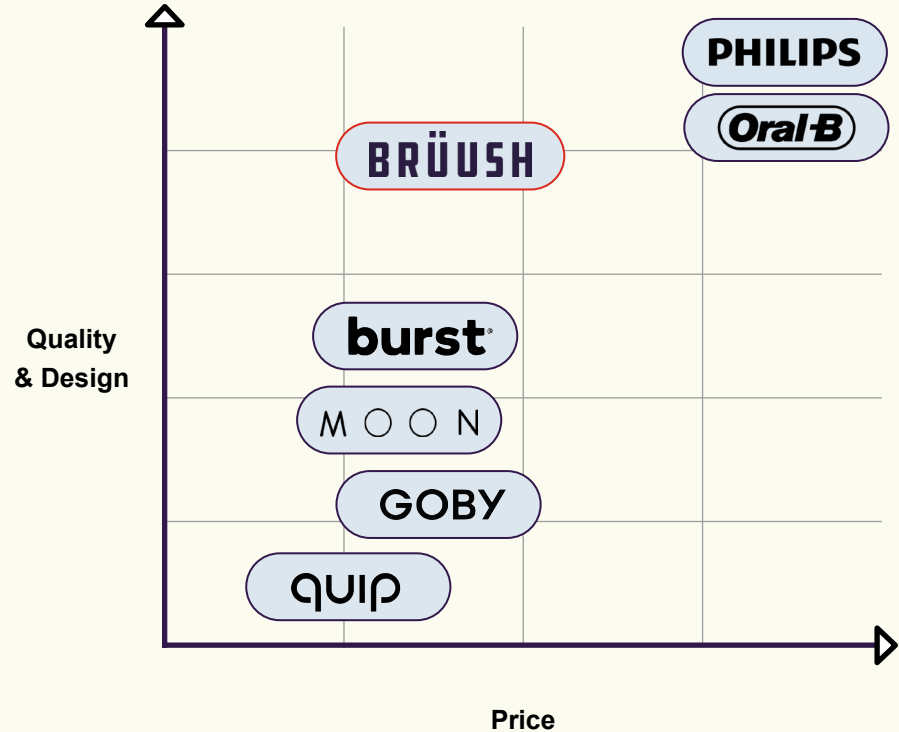 PHILIPS
Oral-B
BRÜUSH
burst
MOON
GOBY
quip
Quality
& Design
Price